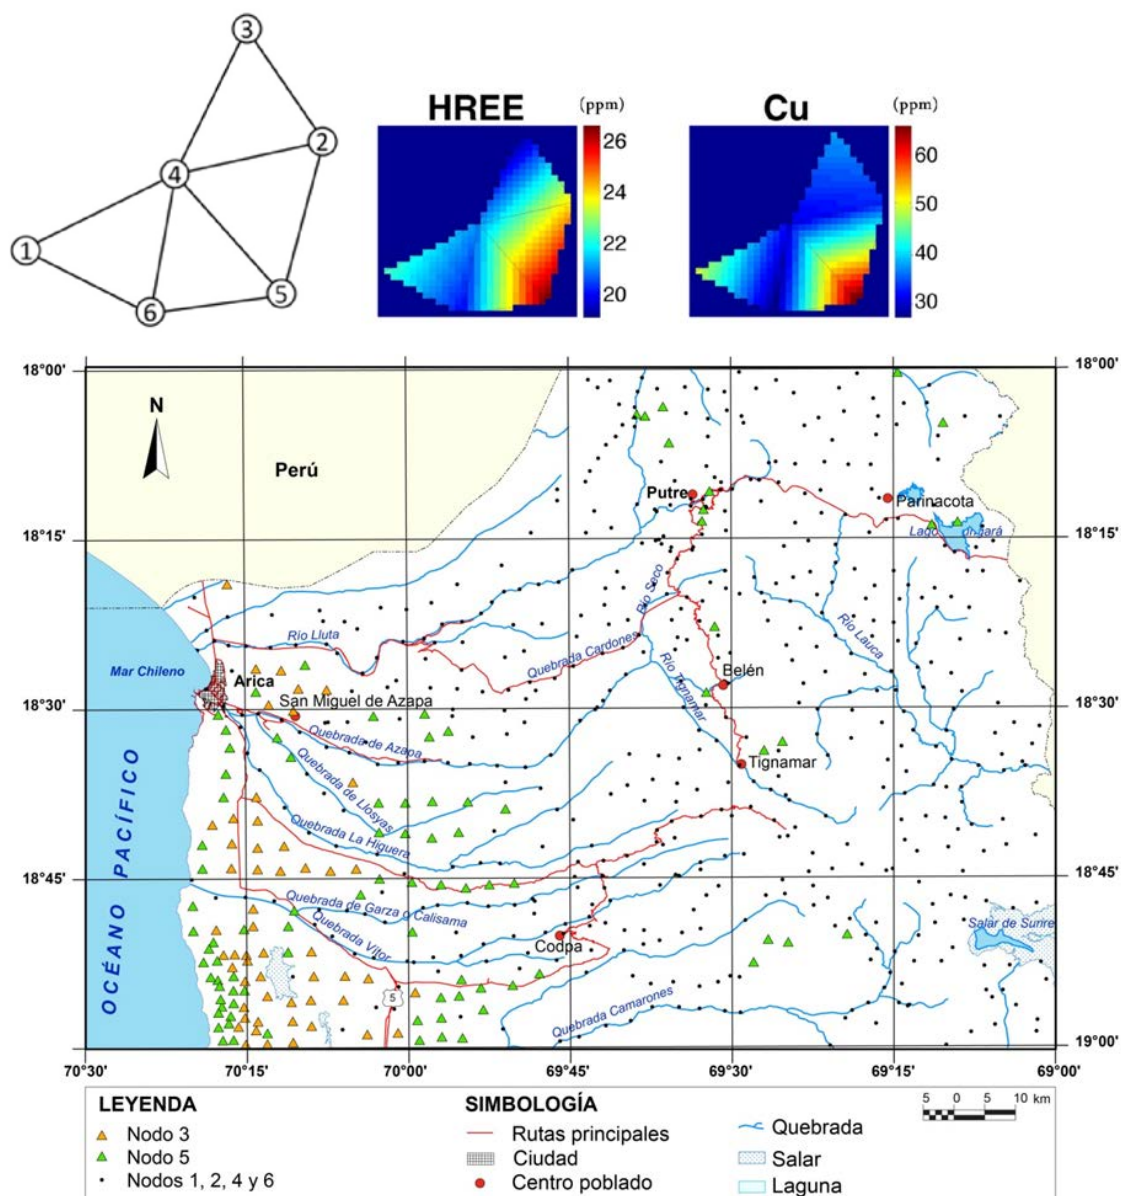 3
2
4
1
5
6
HREE
(ppm)
26
24
22
20
Cu
(ppm)
60
50
40
30
18°00'
18°00'
N
Perú
Putre
Parinacota
18°15'
18°15'
Río Seco
Río Lluta
Río Lauca
Mar Chileno
Quebrada Cardones
Arica
Río Tignamar
Belén
San Miguel de Azapa
18°30'
18°30'
Quebrada de Azapa
Tignamar
Quebrada de Llosyas
OCÉANO PACÍFICO
Quebrada La Higuera
18°45'
18°45'
Quebrada de Garza o Calisama
Quebrada Vitor
Salar de Surire
Codpa
5
Quebrada Camarones
19°00'
19°00'
70°30'
70°15'
70°00'
69°45'
69°30'
69°15'
69°00'
LEYENDA
Nodo 3
Nodo 5
Nodos 1, 2, 4 y 6
SIMBOLOGÍA
Rutas principales
Ciudad
Centro poblado
Quebrada
Salar
Laguna
5 0 5 10 km